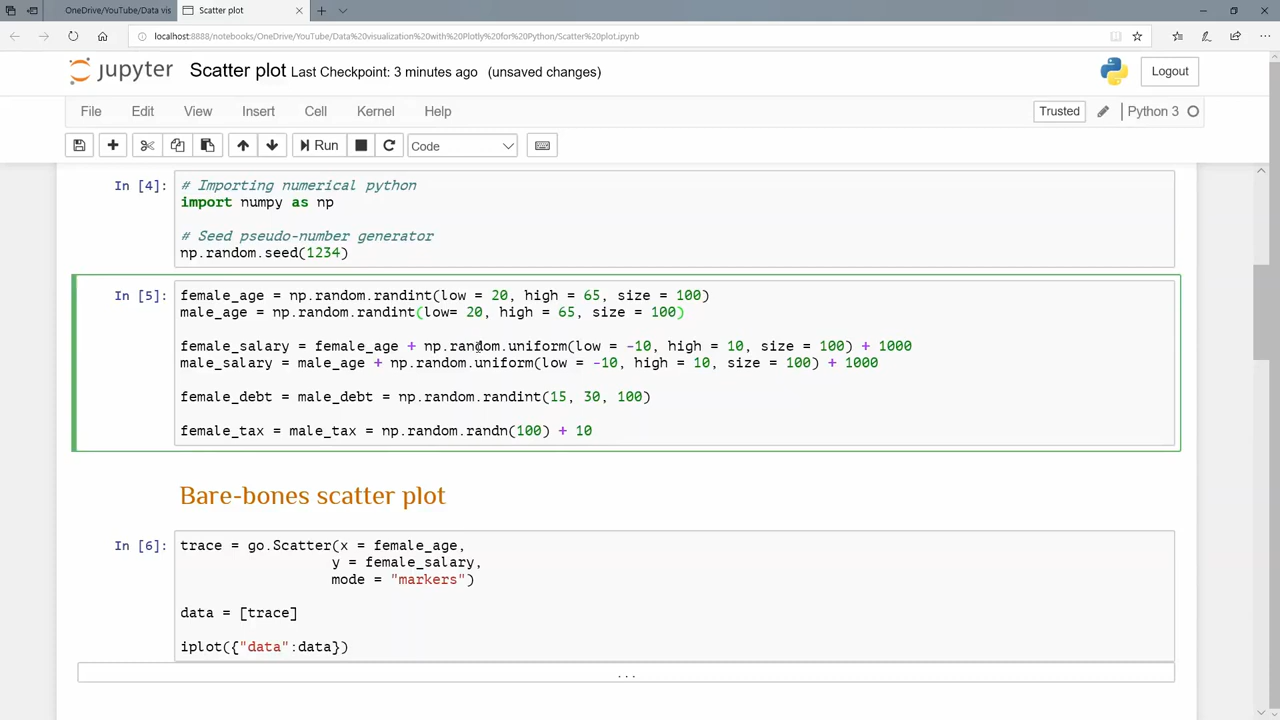 OneDrive/YouTube/Data vis
Scatter plot
localhost:8888/notebooks/OneDrive/YouTube/Data%20visualization%20with%20Plotly%20for%20Python/Scatter%20plot.ipynb
jupyter Scatter plot Last Checkpoint: 3 minutes ago (unsaved changes)
Logout
File Edit View Insert Cell Kernel Help
Trusted Python 3
Run Code
In [4]: # Importing numerical python
import numpy as np
# Seed pseudo-number generator
np.random.seed(1234)
In [5]: female_age = np.random.randint(low = 20, high = 65, size = 100)
male_age = np.random.randint(low= 20, high = 65, size = 100)
female_salary = female_age + np.random.uniform(low = -10, high = 10, size = 100) + 1000
male_salary = male_age + np.random.uniform(low = -10, high = 10, size = 100) + 1000
female_debt = male_debt = np.random.randint(15, 30, 100)
female_tax = male_tax = np.random.randn(100) + 10
Bare-bones scatter plot
In [6]: trace = go.Scatter(x = female_age,
y = female_salary,
mode = "markers")
data = [trace]
iplot({"data":data})
...